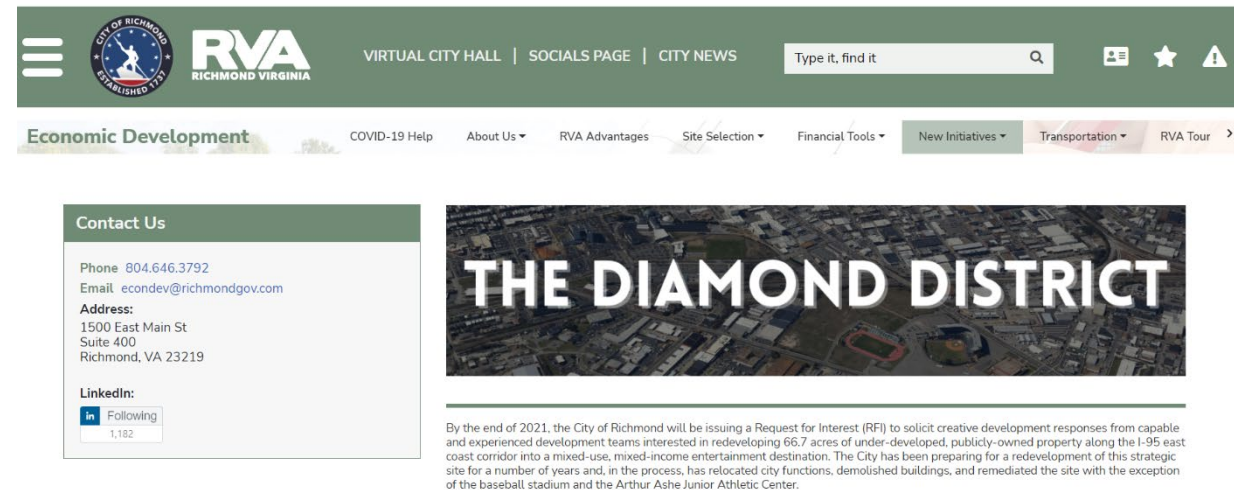 CITY OF RICHMOND
ESTABLISHED 1737
RVA
RICHMOND VIRGINIA
VIRTUAL CITY HALL | SOCIALS PAGE | CITY NEWS
Type it, find it
Economic Development
COVID-19 Help
About Us
RVA Advantages
Site Selection
Financial Tools
New Initiatives
Transportation
RVA Tour
Contact Us
Phone 804.646.3792
Email econdev@richmondgov.com
Address:
1500 East Main St
Suite 400
Richmond, VA 23219
LinkedIn:
in Following
1,182
THE DIAMOND DISTRICT
By the end of 2021, the City of Richmond will be issuing a Request for Interest (RFI) to solicit creative development responses from capable
and experienced development teams interested in redeveloping 66.7 acres of under-developed, publicly-owned property along the I-95 east
coast corridor into a mixed-use, mixed-income entertainment destination. The City has been preparing for a redevelopment of this strategic
site for a number of years and, in the process, has relocated city functions, demolished buildings, and remediated the site with the exception
of the baseball stadium and the Arthur Ashe Junior Athletic Center.